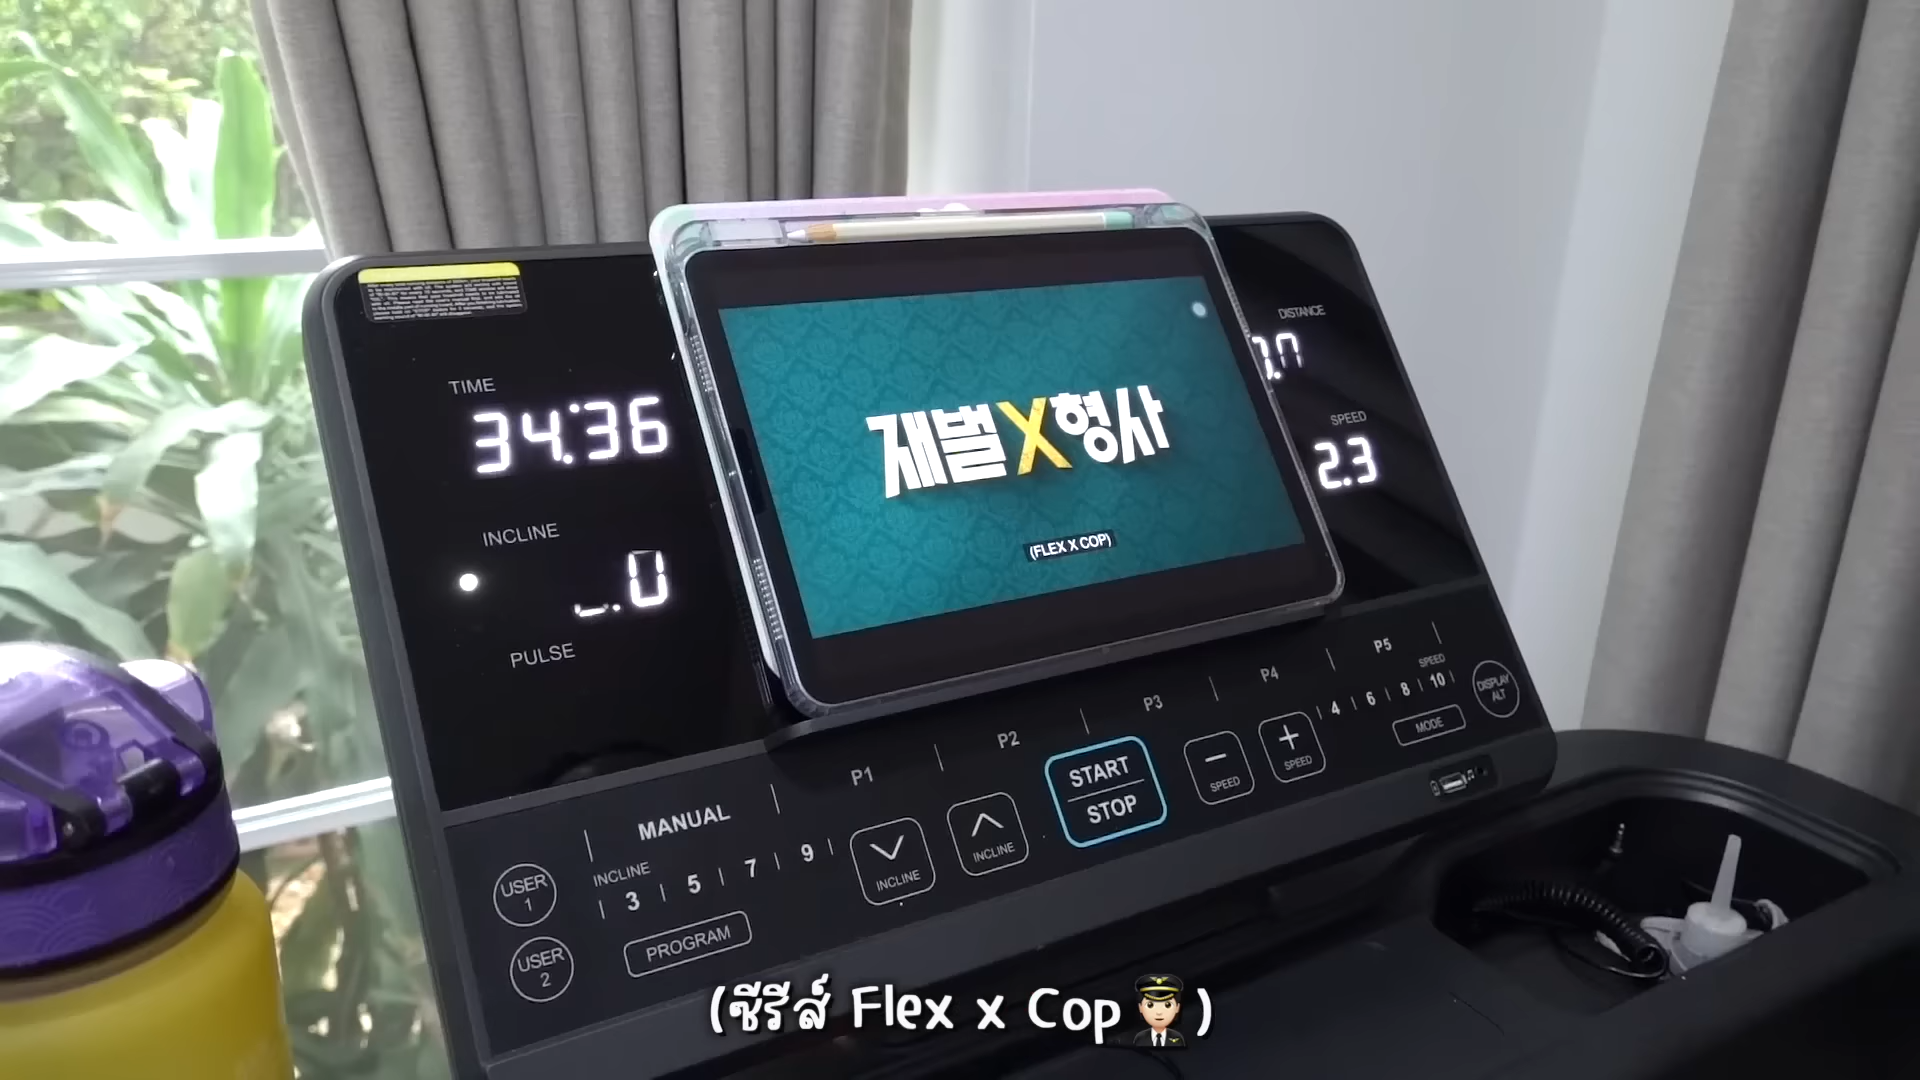 TIME
34:36
INCLINE
0
PULSE
재벌X형사
(FLEX X COP)
DISTANCE
SPEED
2.3
MANUAL
P1
P2
P3
P4
P5
USER
1
USER
2
INCLINE
3
5
7
9
PROGRAM
INCLINE
INCLINE
START
STOP
−
SPEED
+
SPEED
SPEED
4
6
8
10
MODE
DISPLAY
ALT
(ซีรีส์ Flex x Cop)